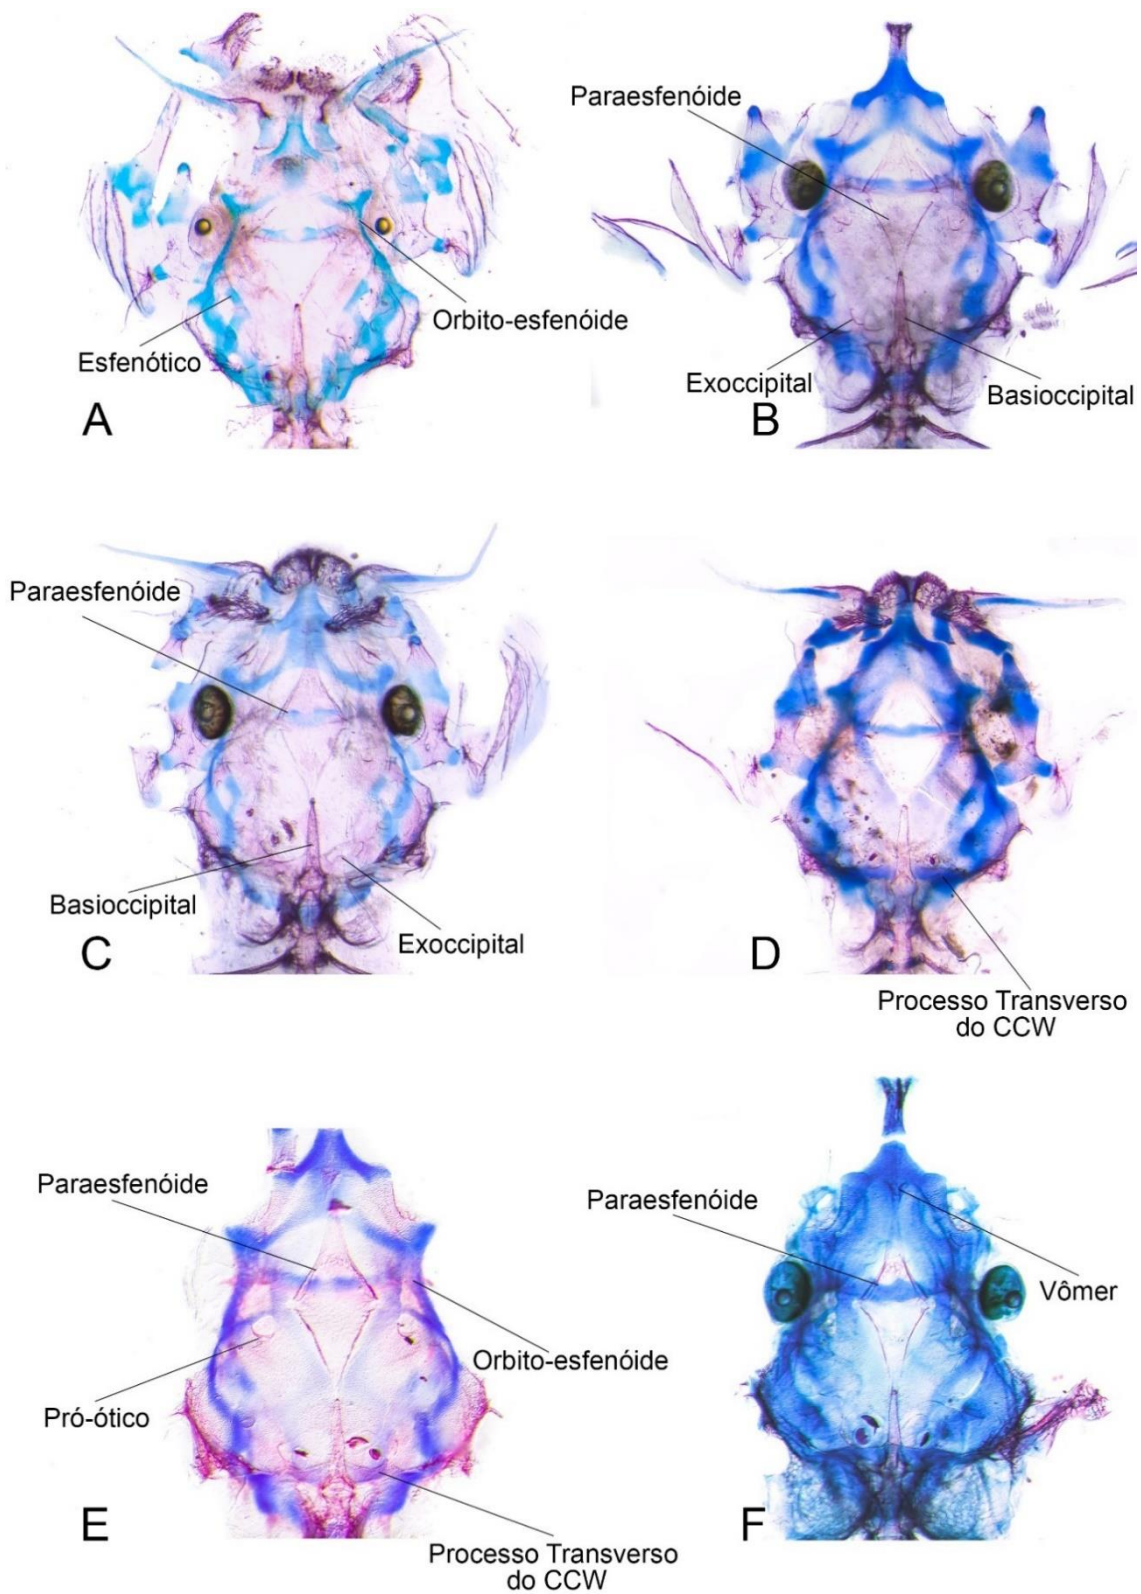 Orbito-esfenóide
Esfenótico
A
Paraesfenóide
Exoccipital
Basioccipital
B
Paraesfenóide
Basioccipital
Exoccipital
C
D
Processo Transverso
do CCW
Paraesfenóide
Orbito-esfenóide
Pró-ótico
E
Processo Transverso
do CCW
Paraesfenóide
Vômer
F